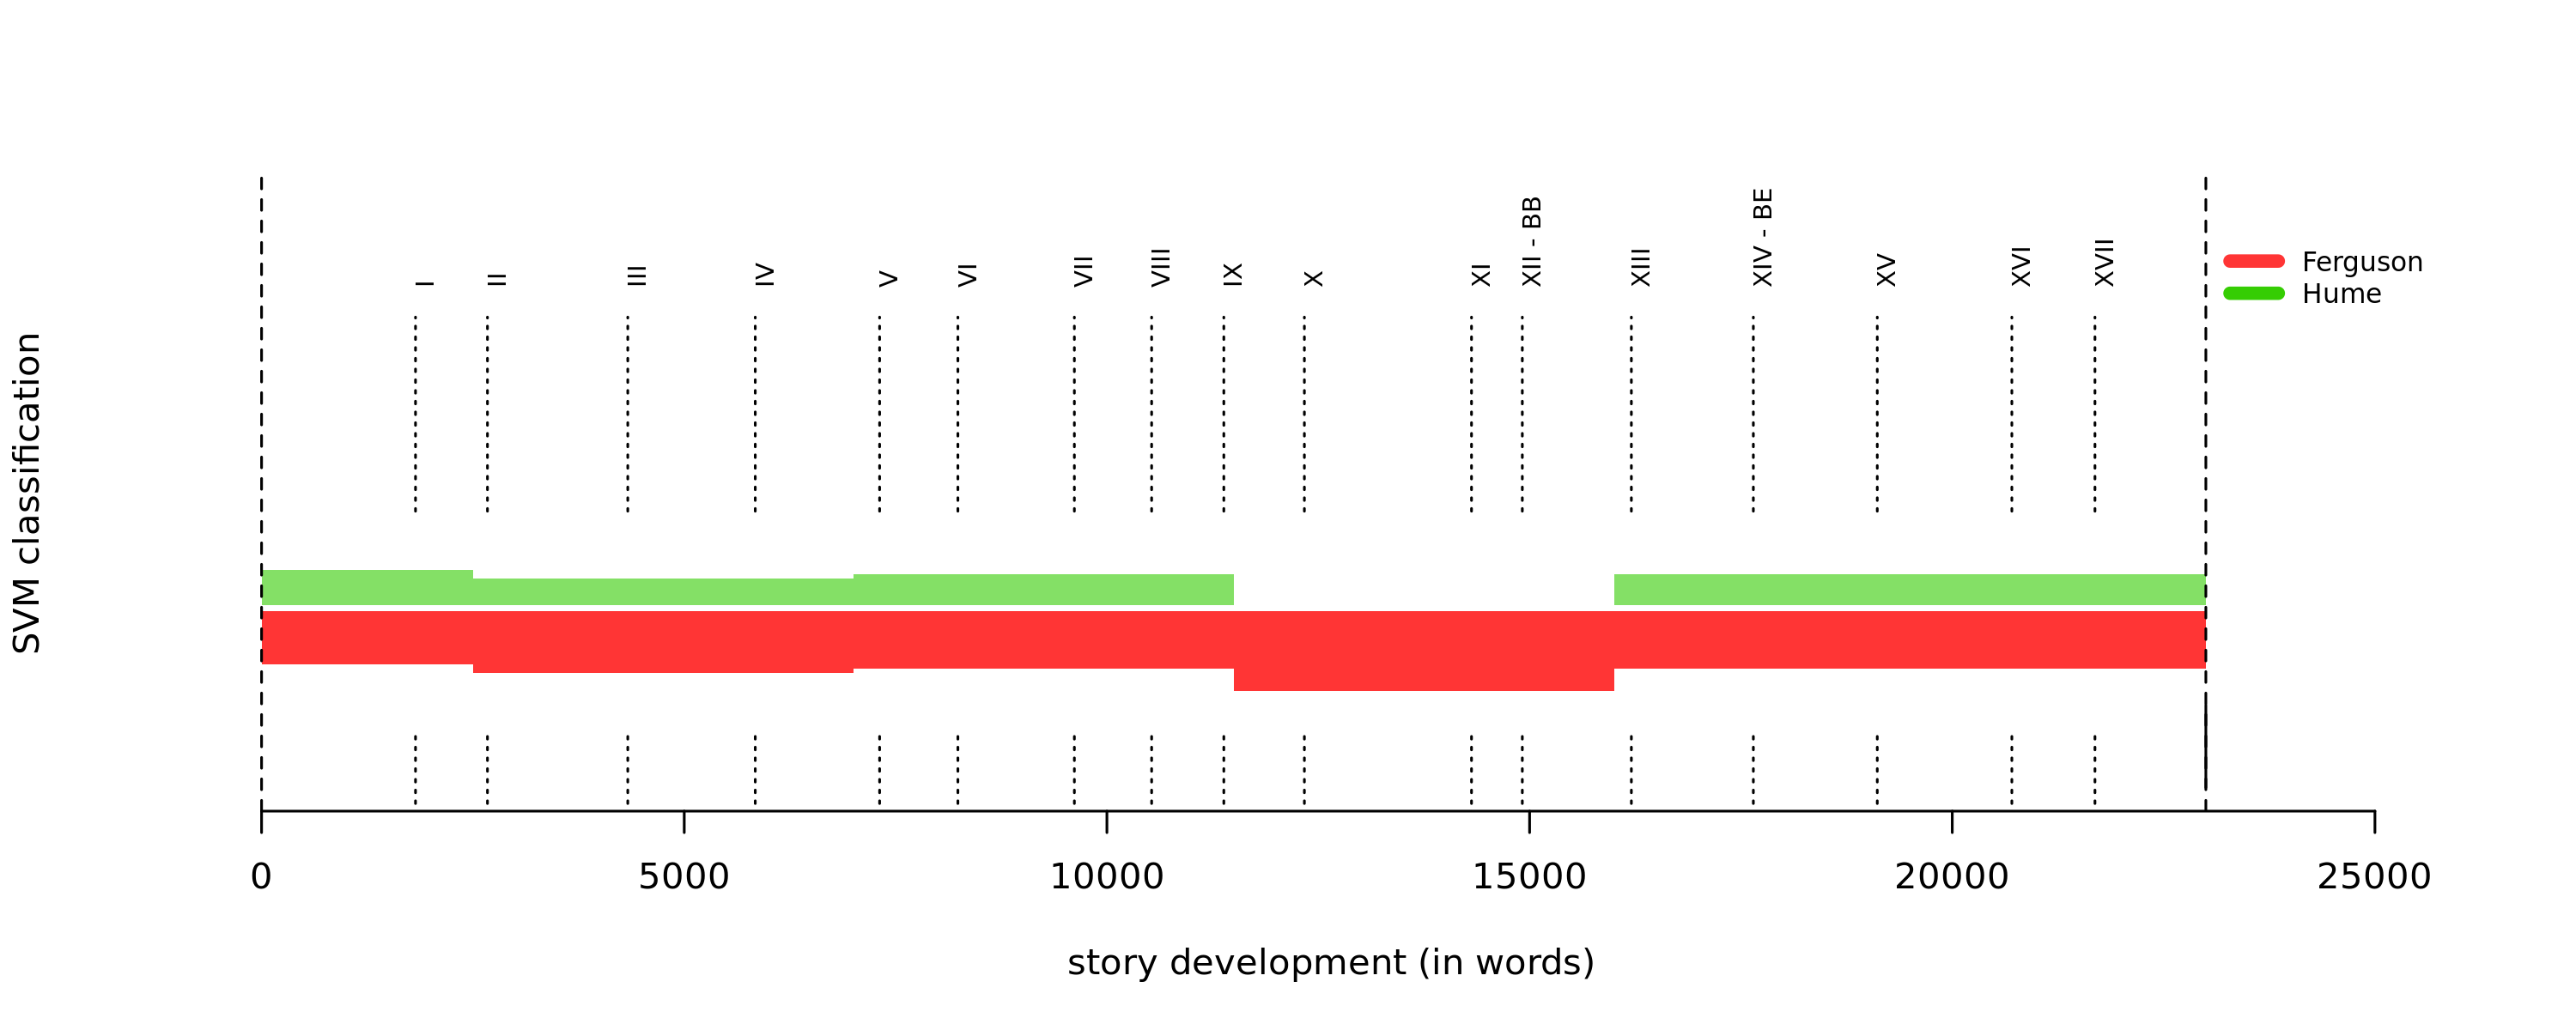 I
II
III
IV
V
VI
VII
VIII
IX
X
XI
XII - BB
XIII
XIV - BE
XV
XVI
XVII
Ferguson
Hume
SVM classification
0
5000
10000
15000
20000
25000
story development (in words)